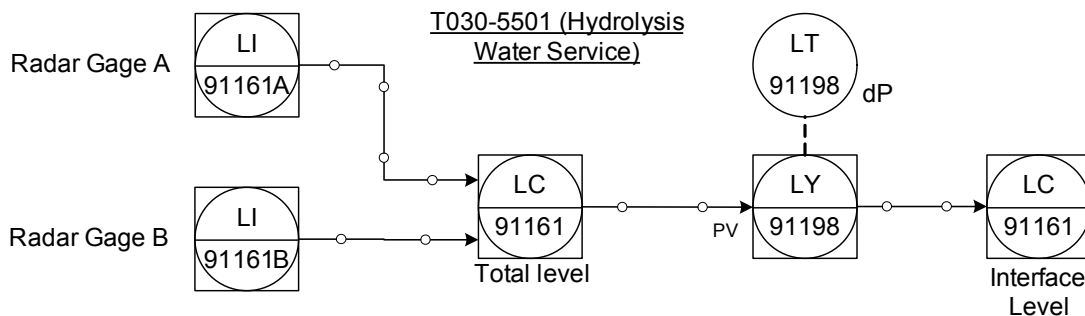 T030-5501 (Hydrolysis
Water Service)
Radar Gage A
LI
91161A
LT
91198
dP
Radar Gage B
LI
91161B
LC
91161
Total level
PV
LY
91198
LC
91161
Interface
Level